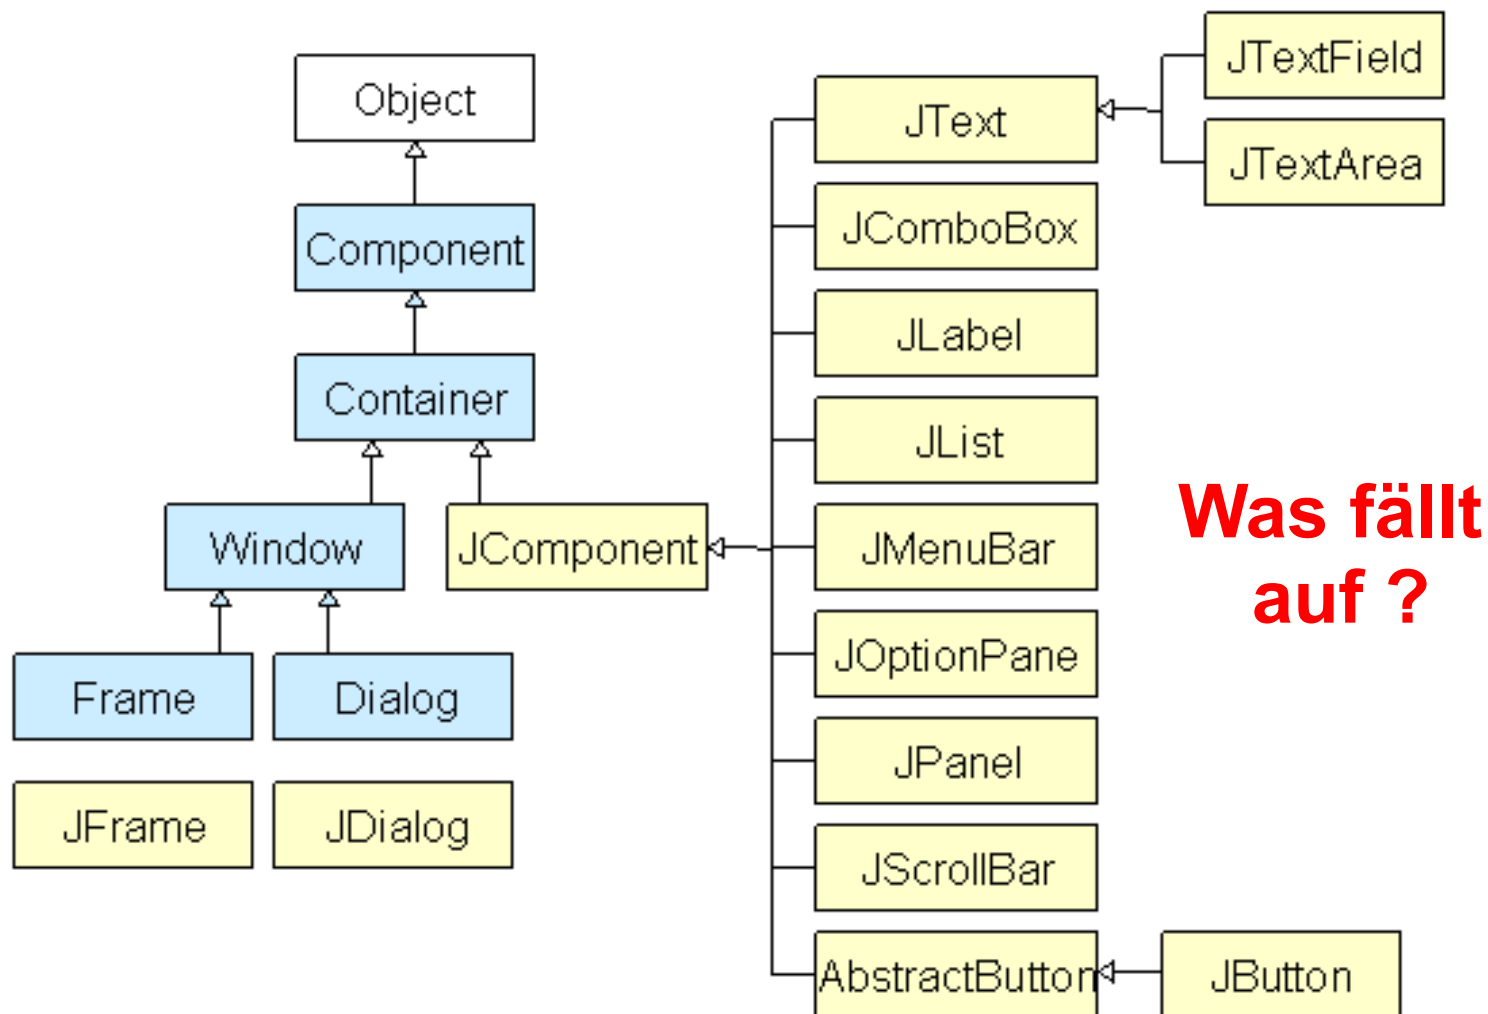 Object
Component
Container
Window
JComponent
Frame
Dialog
JFrame
JDialog
JText
JComboBox
JLabel
JList
JMenuBar
JOptionPane
JPanel
JScrollBar
AbstractButton
JTextField
JTextArea
JButton
Was fällt
auf ?